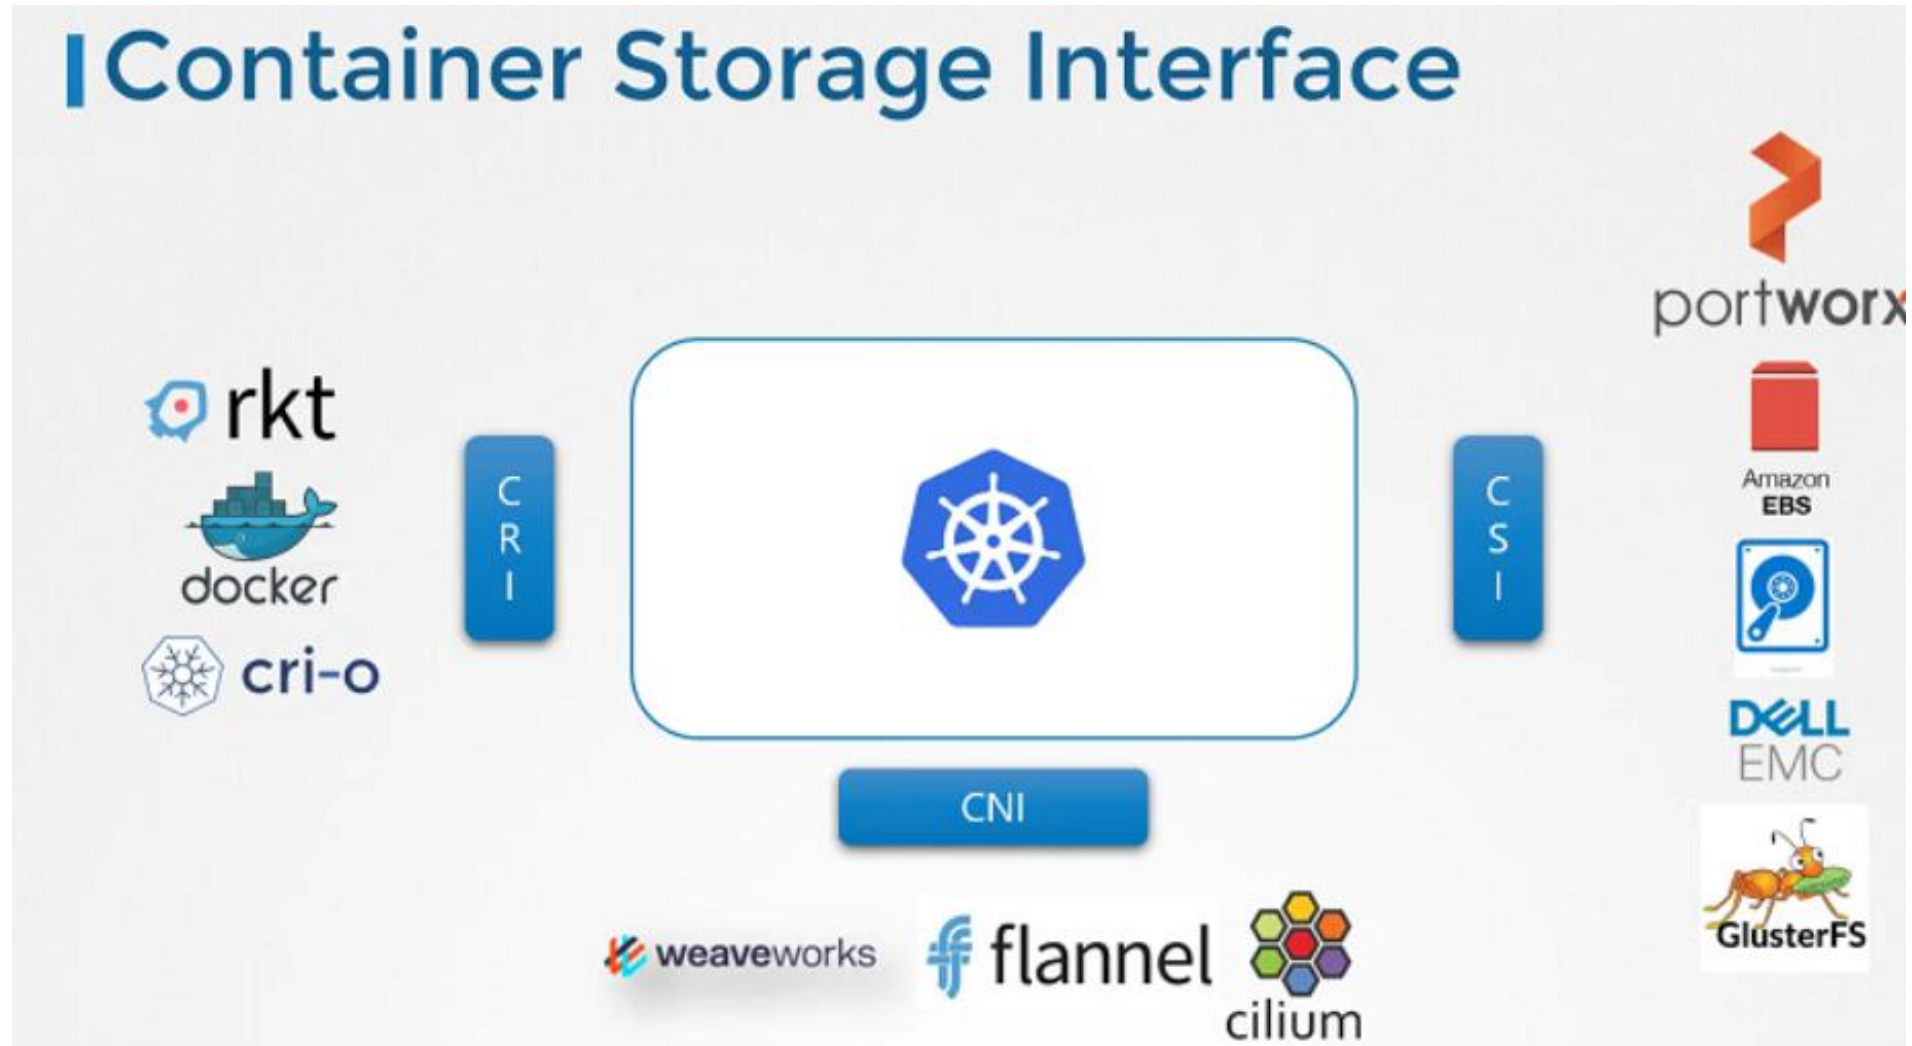 Container Storage Interface
portworx
rkt
C
R
I
C
S
I
Amazon
EBS
docker
cri-o
DELL
EMC
CNI
GlusterFS
weaveworks
flannel
cilium